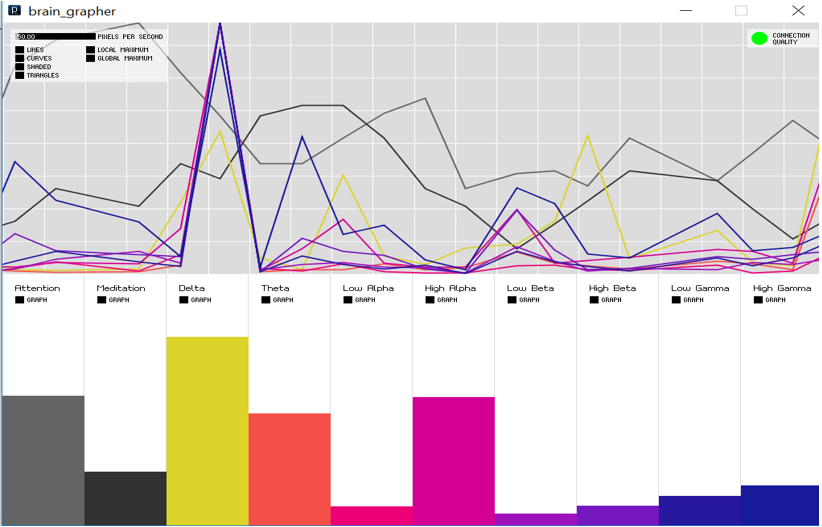 brain_grapher
50.00 PIXELS PER SECOND
LINES LOCAL MAXIMUM
CURVES GLOBAL MAXIMUM
SHADED
TRIANGLES
CONNECTION
QUALITY
Attention Meditation Delta Theta Low Alpha High Alpha Low Beta High Beta Low Gamma High Gamma
GRAPH GRAPH GRAPH GRAPH GRAPH GRAPH GRAPH GRAPH GRAPH GRAPH